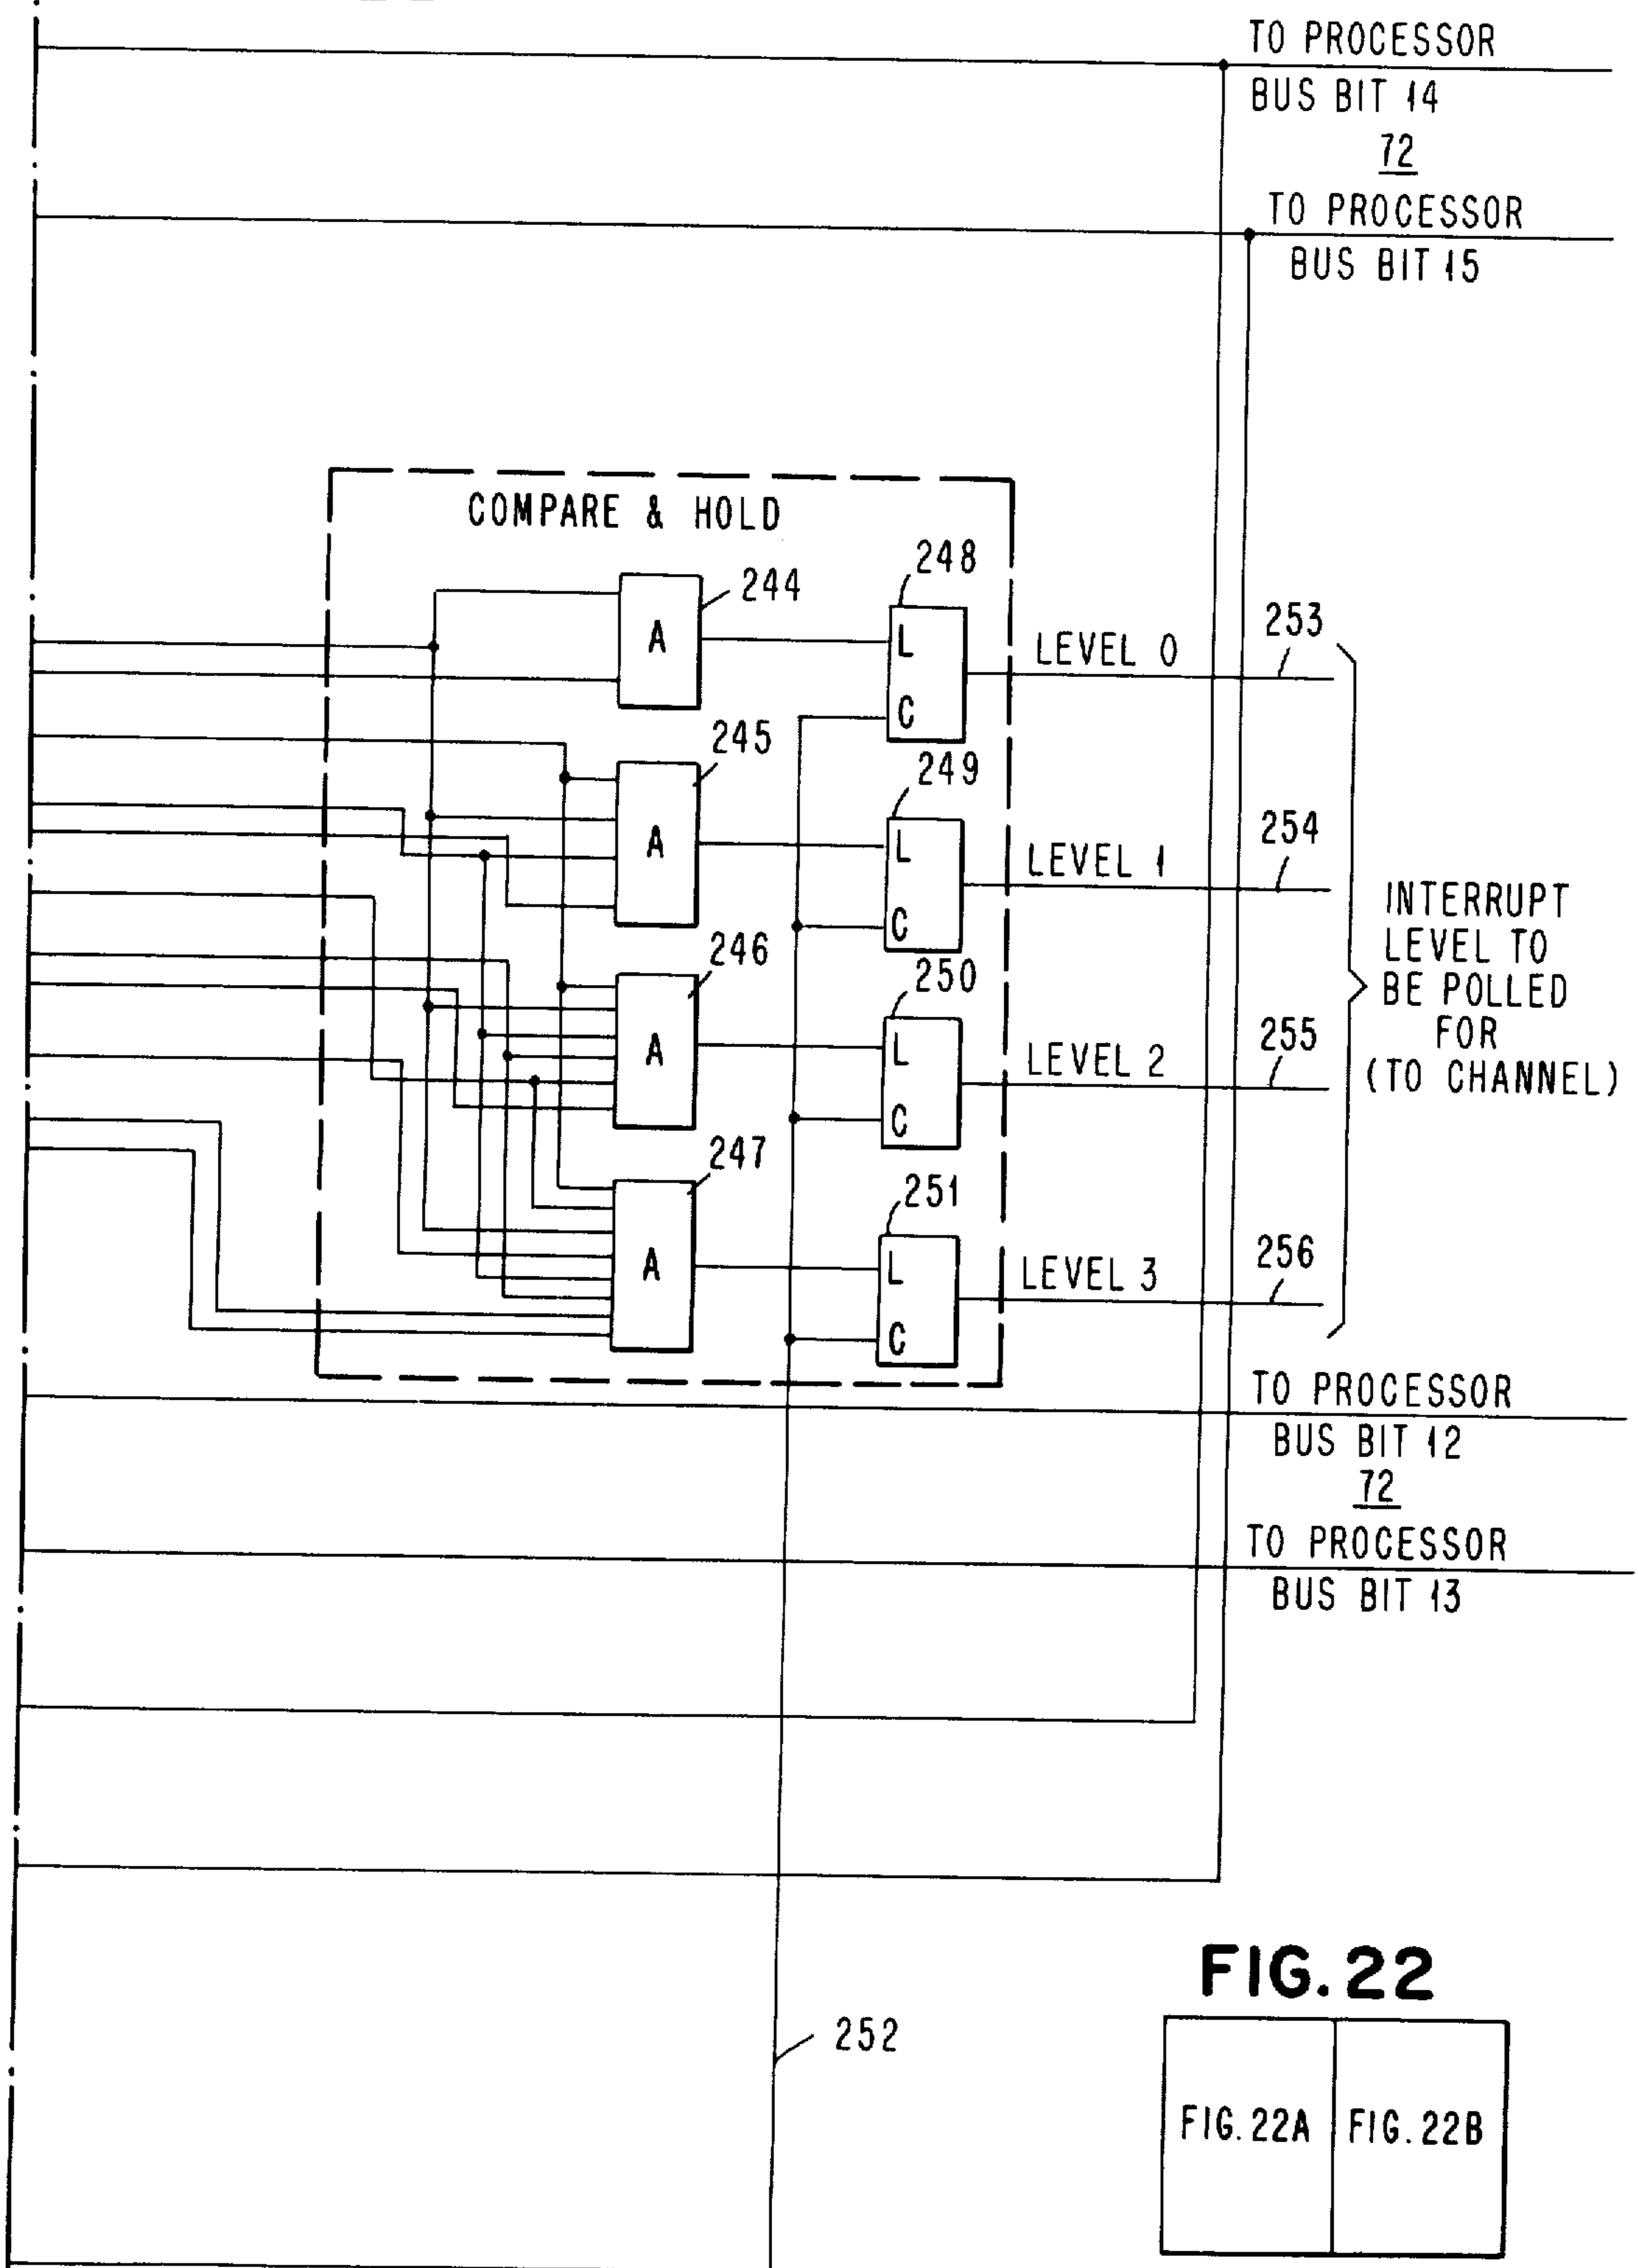 TO PROCESSOR
BUS BIT 14
72
TO PROCESSOR
BUS BIT 15
COMPARE & HOLD
244
A
248
L
C
LEVEL 0
253
245
A
249
L
C
LEVEL 1
254
INTERRUPT
LEVEL TO
BE POLLED
FOR
(TO CHANNEL)
246
A
250
L
C
LEVEL 2
255
247
A
251
L
C
LEVEL 3
256
TO PROCESSOR
BUS BIT 12
72
TO PROCESSOR
BUS BIT 13
252
FIG. 22
FIG. 22A
FIG. 22B